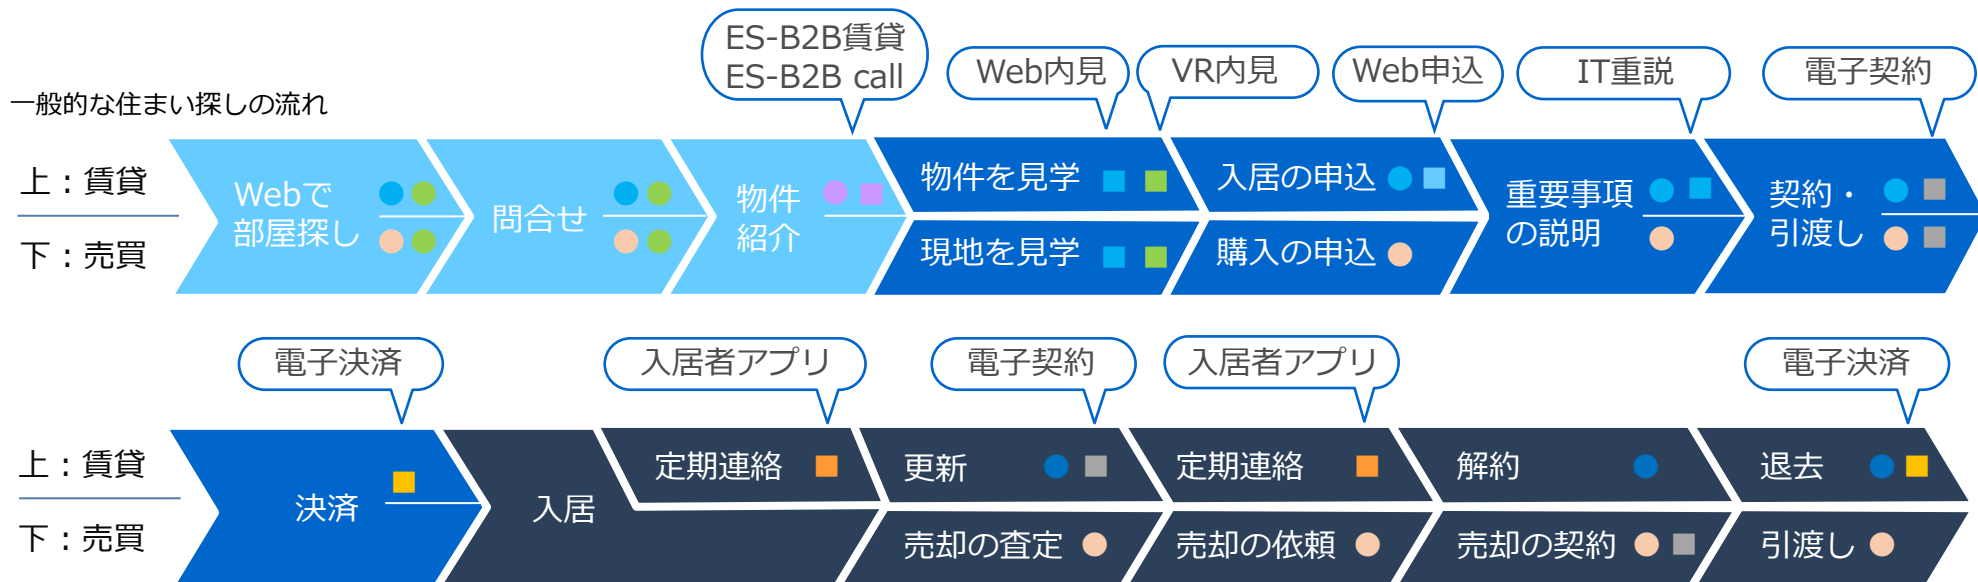 ES-B2B賃貸
ES-B2B call
Web内見
VR内見
Web申込
IT重説
電子契約
一般的な住まい探しの流れ
上：賃貸
下：売買
Webで
部屋探し
問合せ
物件
紹介
物件を見学
現地を見学
入居の申込
購入の申込
重要事項
の説明
契約・
引渡し
電子決済
入居者アプリ
電子契約
入居者アプリ
電子決済
上：賃貸
下：売買
決済
入居
定期連絡
更新
定期連絡
解約
退去
売却の査定
売却の依頼
売却の契約
引渡し